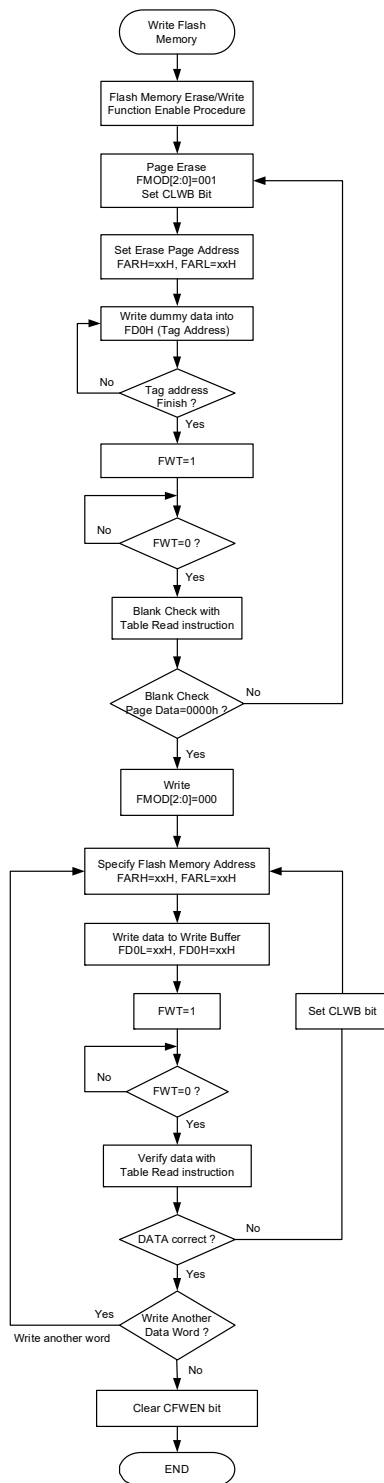 Write Flash
Memory
Flash Memory Erase/Write
Function Enable Procedure
Page Erase
FMOD[2:0]=001
Set CLWB Bit
Set Erase Page Address
FARH=xxH, FARL=xxH
Write dummy data into
FD0H (Tag Address)
No
Tag address
Finish ?
Yes
FWT=1
No
FWT=0 ?
Yes
Blank Check with
Table Read instruction
Blank Check
Page Data=0000h ?
No
Yes
Write
FMOD[2:0]=000
Specify Flash Memory Address
FARH=xxH, FARL=xxH
Write data to Write Buffer
FD0L=xxH, FD0H=xxH
FWT=1
Set CLWB bit
No
FWT=0 ?
Yes
Verify data with
Table Read instruction
DATA correct ?
No
Yes
Yes
Write another word
Write Another
Data Word ?
No
Clear CFWEN bit
END